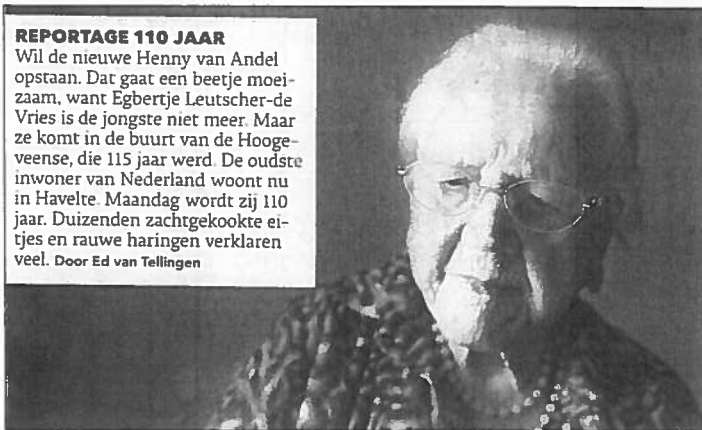 REPORTAGE 110 JAAR
Wil de nieuwe Henny van Andel
opstaan. Dat gaat een beetje moei-
zaam, want Egbertje Leutscher-de
Vries is de jongste niet meer. Maar
ze komt in de buurt van de Hooge-
veense, die 115 jaar werd. De oudste
inwoner van Nederland woont nu
in Havelte. Maandag wordt zij 110
jaar. Duizenden zachtgekookte ei-
tjes en rauwe haringen verklaren
veel. Door Ed van Tellingen